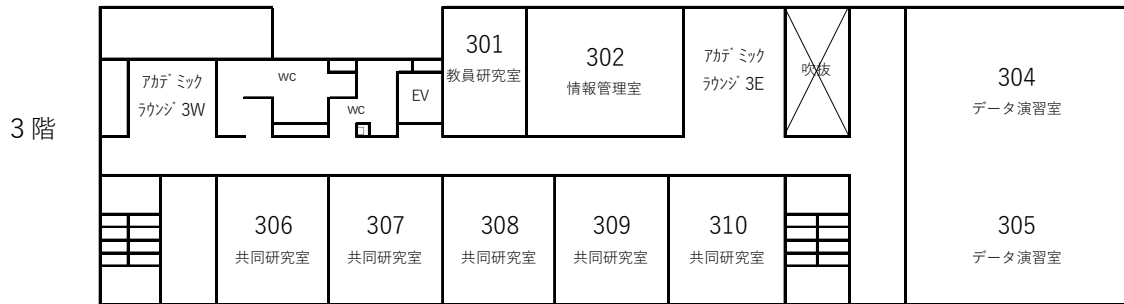 3階
301
教員研究室
302
情報管理室
アカデミック
ラウンジ3W
wc
wc
EV
アカデミック
ラウンジ3E
吹抜
304
データ演習室
306
共同研究室
307
共同研究室
308
共同研究室
309
共同研究室
310
共同研究室
305
データ演習室